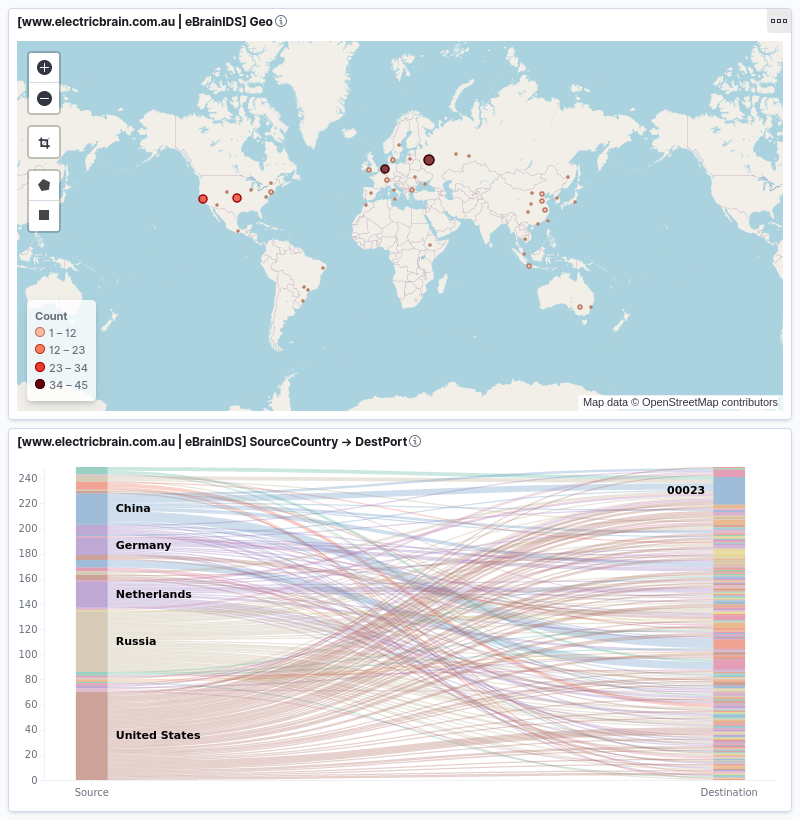 [www.electricbrain.com.au | eBrainIDS] Geo
Count
1 – 12
12 – 23
23 – 34
34 – 45
Map data © OpenStreetMap contributors
[www.electricbrain.com.au | eBrainIDS] SourceCountry → DestPort
240
220
200
180
160
140
120
100
80
60
40
20
0
China
Germany
Netherlands
Russia
United States
00023
Source
Destination